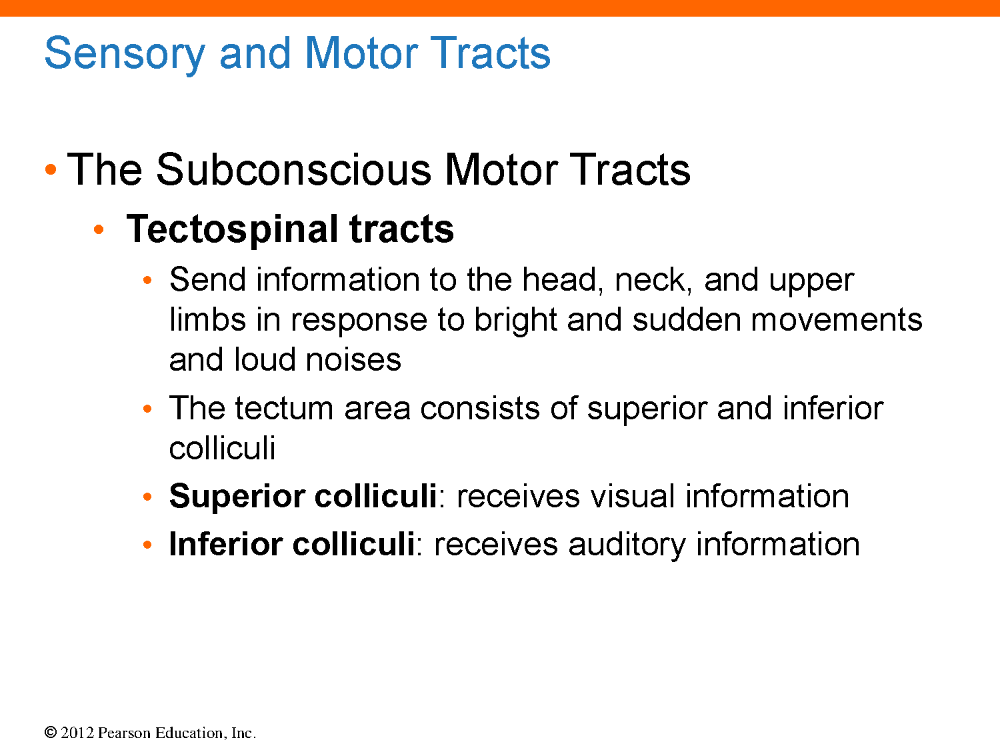 Sensory and Motor Tracts
• The Subconscious Motor Tracts
• Tectospinal tracts
• Send information to the head, neck, and upper
limbs in response to bright and sudden movements
and loud noises
• The tectum area consists of superior and inferior
colliculi
• Superior colliculi: receives visual information
• Inferior colliculi: receives auditory information
© 2012 Pearson Education, Inc.